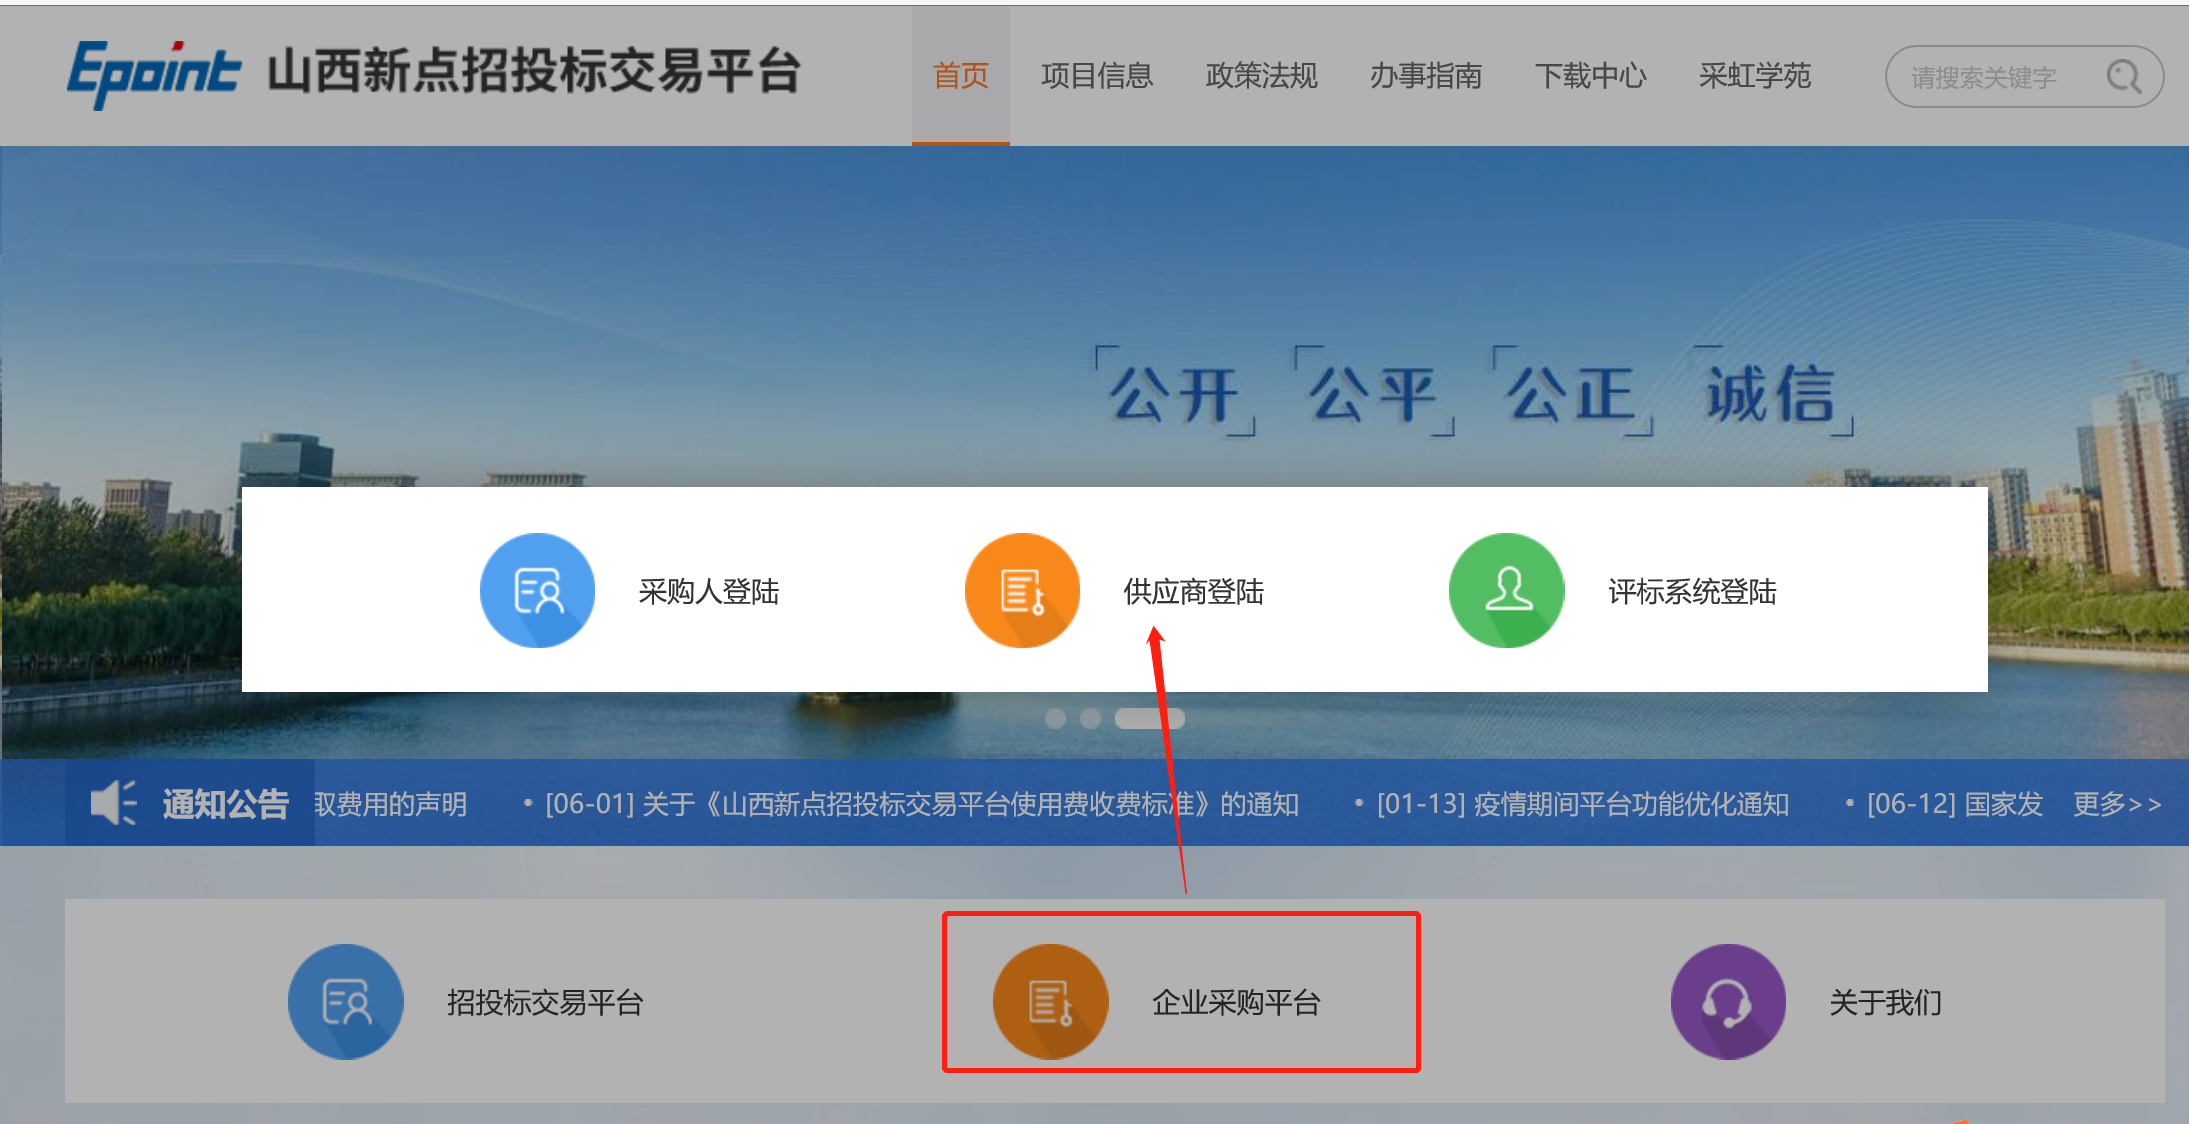 Epoint 山西新点招投标交易平台 首页 项目信息 政策法规 办事指南 下载中心 采虹学苑 请搜索关键字
公开 公平 公正 诚信
采购人登陆 供应商登陆 评标系统登陆
通知公告 取费用的声明 • [06-01] 关于《山西新点招投标交易平台使用费收费标准》的通知 • [01-13] 疫情期间平台功能优化通知 • [06-12] 国家发 更多>>
招投标交易平台 企业采购平台 关于我们